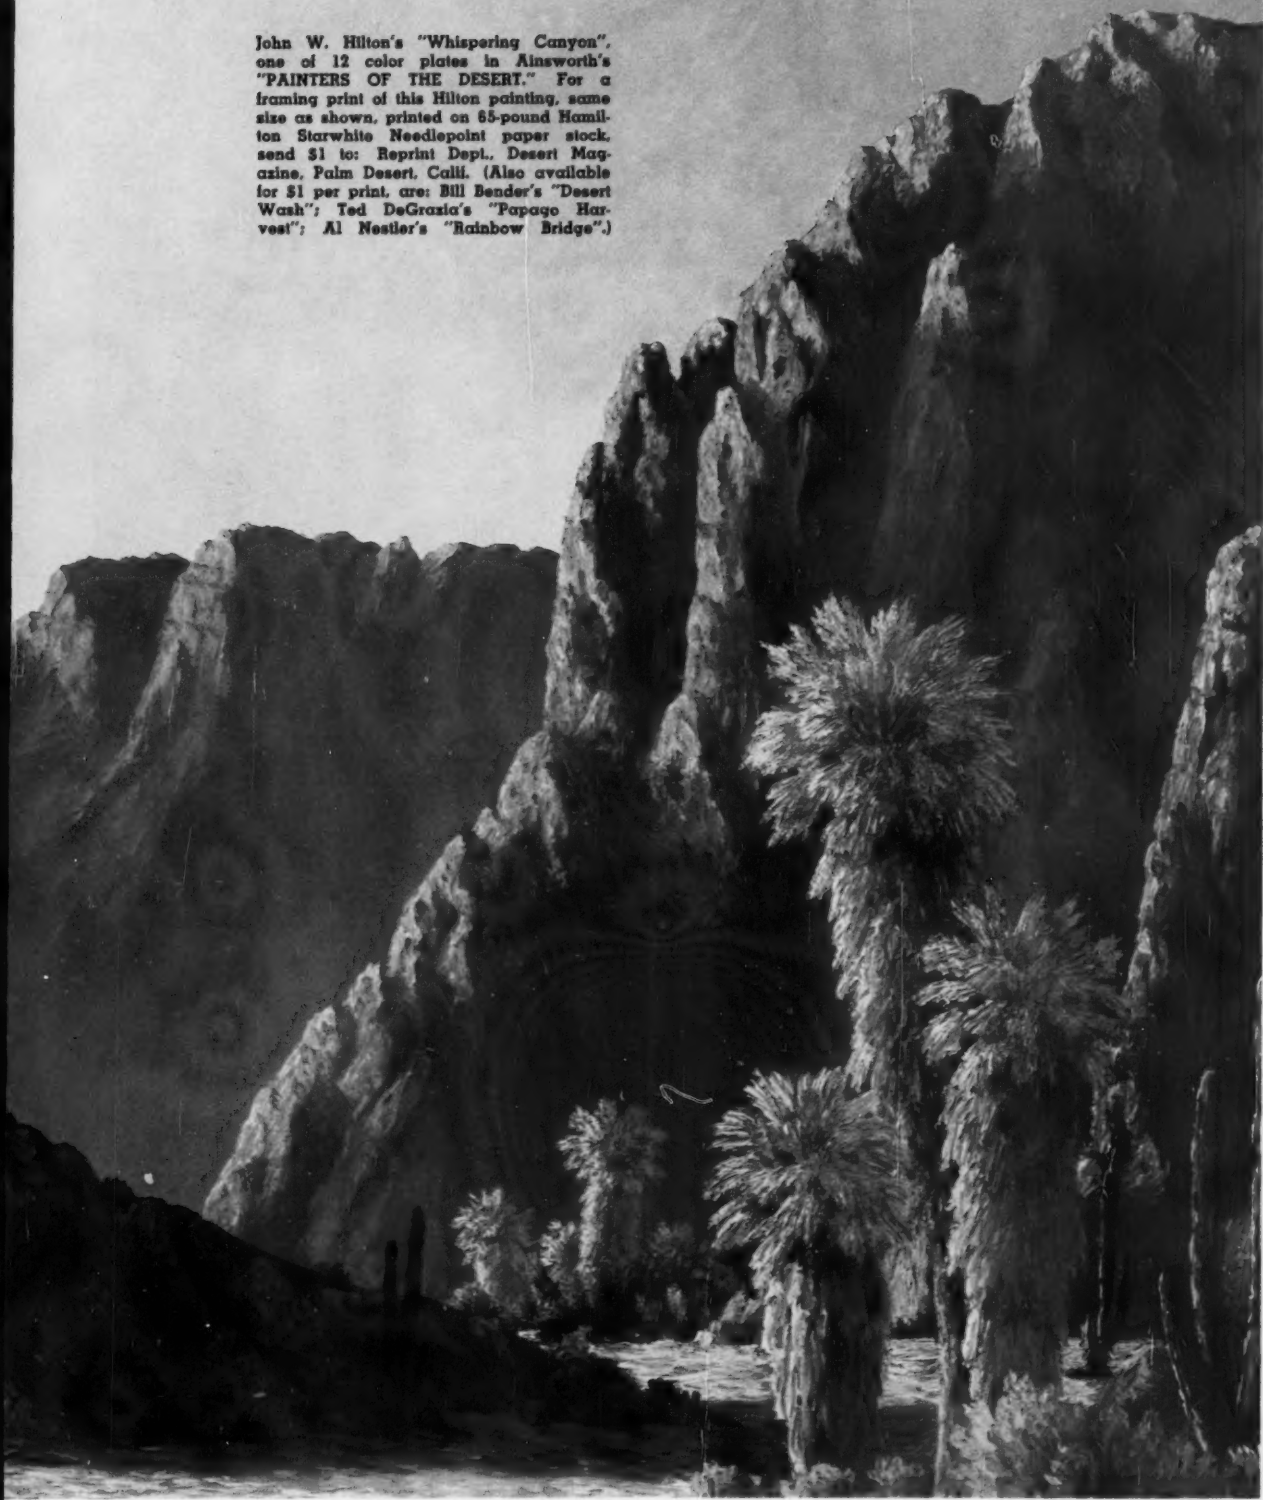 John W. Hilton's "Whispering Canyon",
one of 12 color plates in Ainsworth's
"PAINTERS OF THE DESERT." For a
framing print of this Hilton painting, same
size as shown, printed on 65-pound Hamil-
ton Starwhite Needlepoint paper stock,
send $1 to: Reprint Dept., Desert Mag-
azine, Palm Desert, Calif. (Also available
for $1 per print, are: Bill Bender's "Desert
Wash"; Ted DeGrazia's "Papago Har-
vest"; Al Nestler's "Rainbow Bridge".)